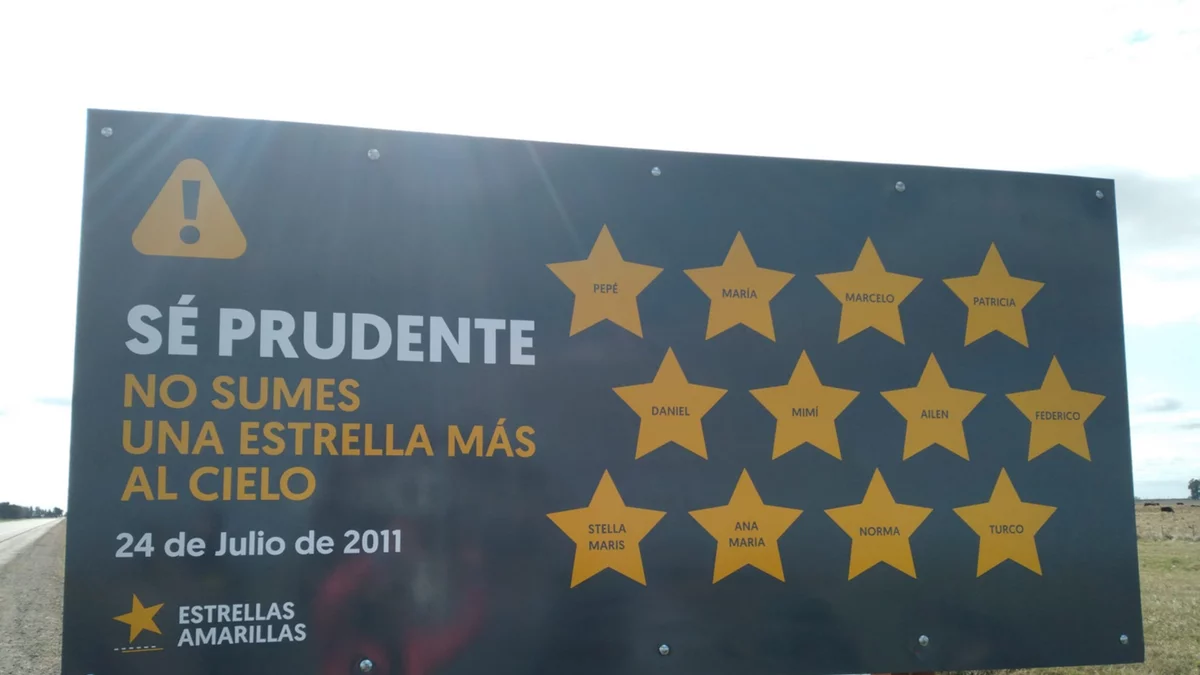 SÉ PRUDENTE
NO SUMES
UNA ESTRELLA MÁS
AL CIELO
24 de Julio de 2011
ESTRELLAS
AMARILLAS
PEPÉ
MARÍA
MARCELO
PATRICIA
DANIEL
MIMÍ
AILEN
FEDERICO
STELLA
MARIS
ANA
MARIA
NORMA
TURCO